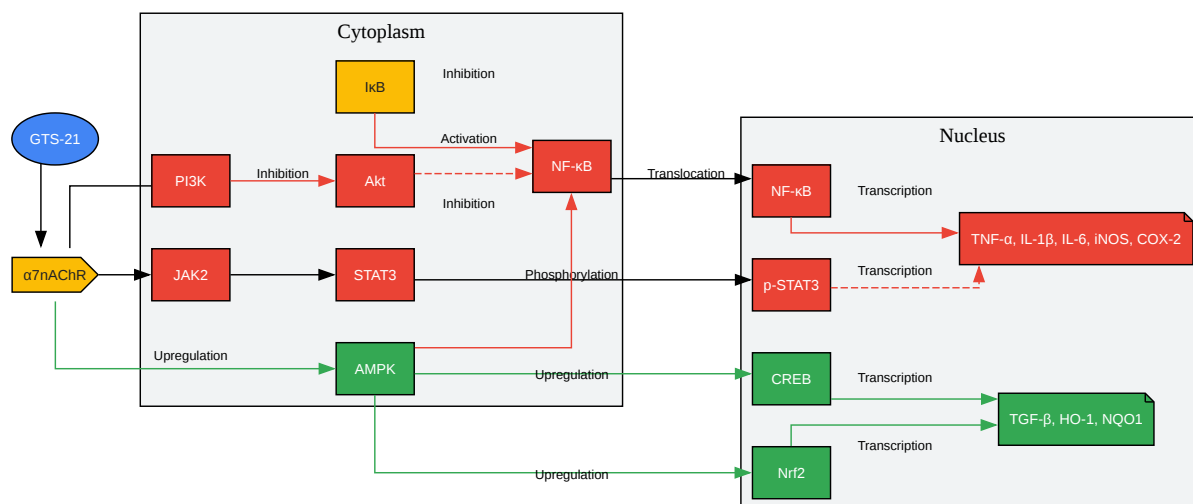 Cytoplasm
IκB
Inhibition
GTS-21
Activation
NF-κB
Nucleus
PI3K
Inhibition
Akt
Inhibition
Translocation
NF-κB
Transcription
TNF-α, IL-1β, IL-6, iNOS, COX-2
α7nAChR
JAK2
STAT3
Phosphorylation
p-STAT3
Transcription
Upregulation
AMPK
Upregulation
CREB
Transcription
TGF-β, HO-1, NQO1
Transcription
Upregulation
Nrf2